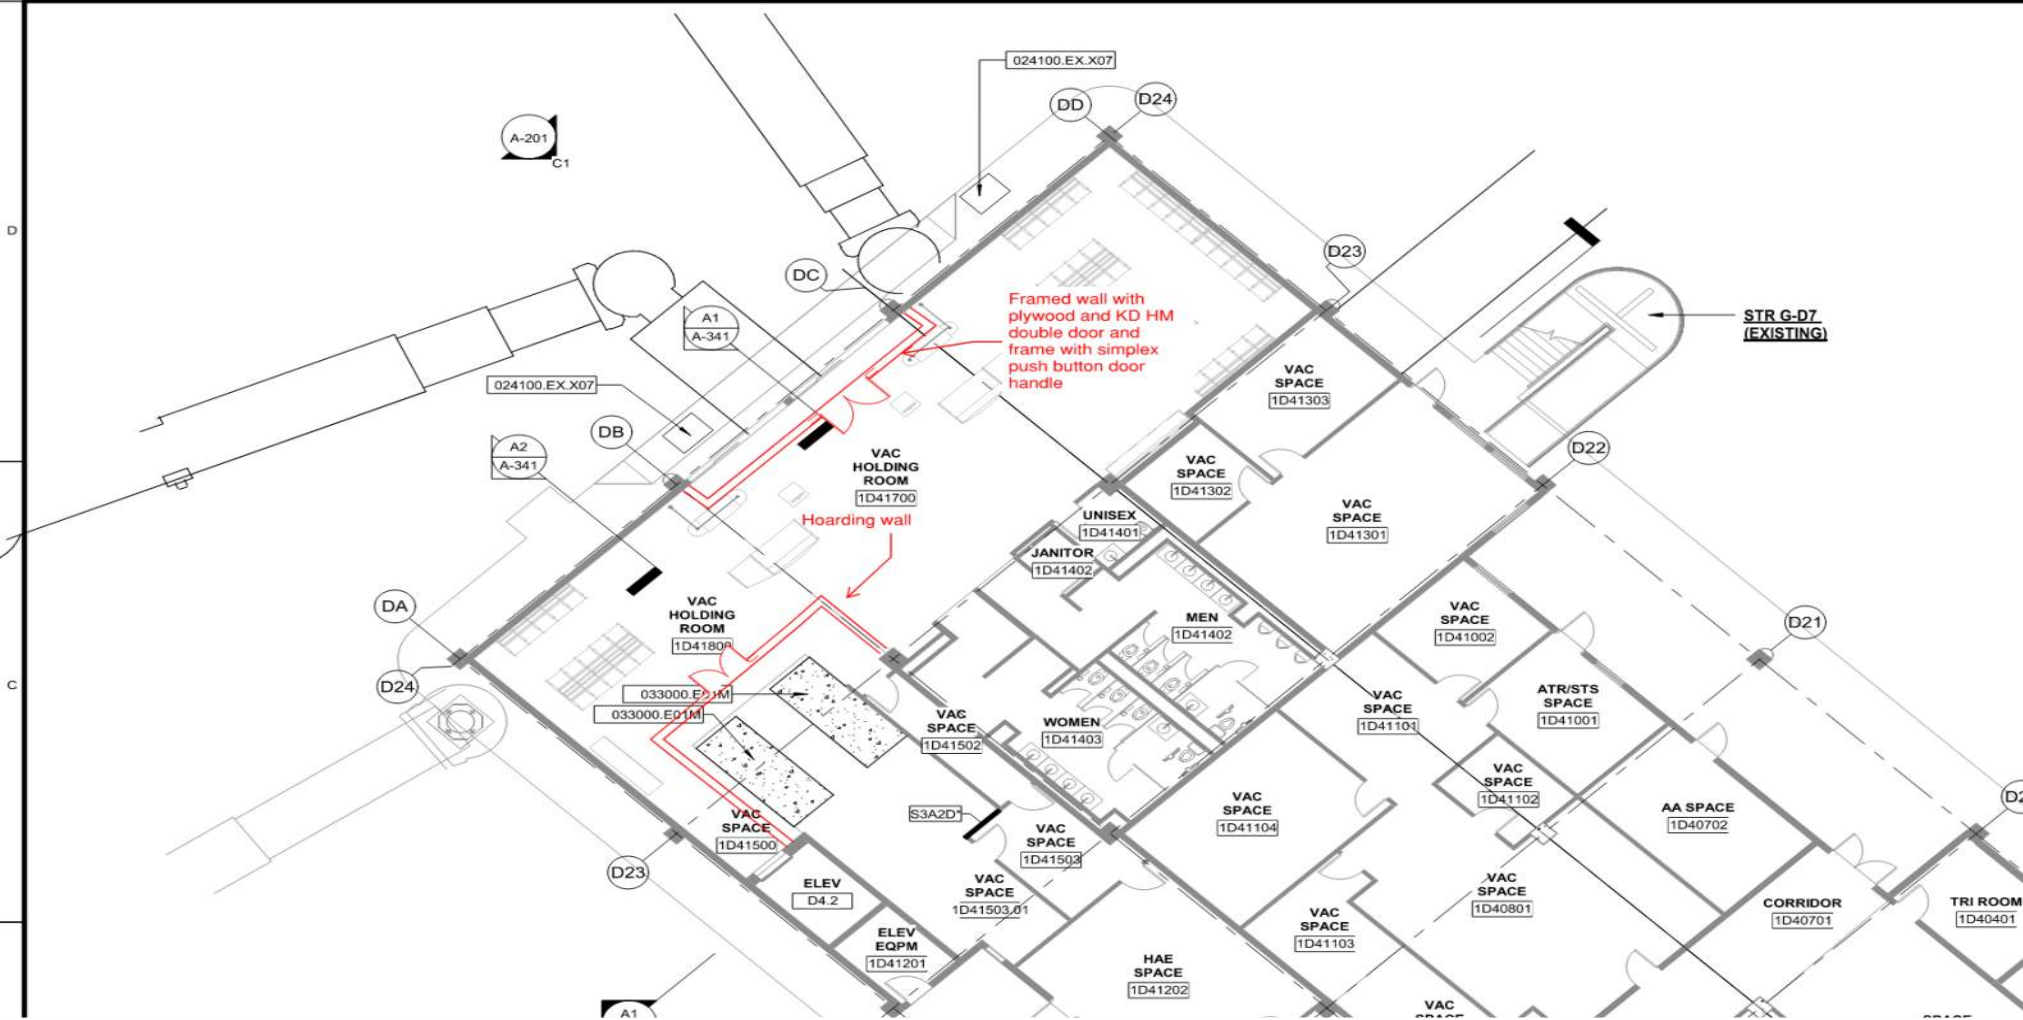 024100.EX.X07
DD
D24
A-201
C1
D
D23
DC
Framed wall with
plywood and KD HM
double door and
frame with simplex
push button door
handle
A1
A-341
STR G-D7
(EXISTING)
024100.EX.X07
VAC
SPACE
1D41303
DB
A2
A-341
D22
VAC
HOLDING
ROOM
1D41700
VAC
SPACE
1D41302
VAC
SPACE
1D41301
Hoarding wall
UNISEX
1D41401
JANITOR
1D41402
DA
VAC
HOLDING
ROOM
1D41800
MEN
1D41402
VAC
SPACE
1D41002
D21
C
D24
033000.E01M
033000.E01M
VAC
SPACE
1D41502
WOMEN
1D41403
VAC
SPACE
1D41101
ATR/STS
SPACE
1D41001
VAC
SPACE
1D41102
VAC
SPACE
1D41500
S3A2D*
VAC
SPACE
1D41503
VAC
SPACE
1D41104
AA SPACE
1D40702
D23
ELEV
D4.2
VAC
SPACE
1D41503.01
VAC
SPACE
1D40801
CORRIDOR
1D40701
TRI ROOM
1D40401
ELEV
EQPM
1D41201
VAC
SPACE
1D41103
HAE
SPACE
1D41202
A1
VAC